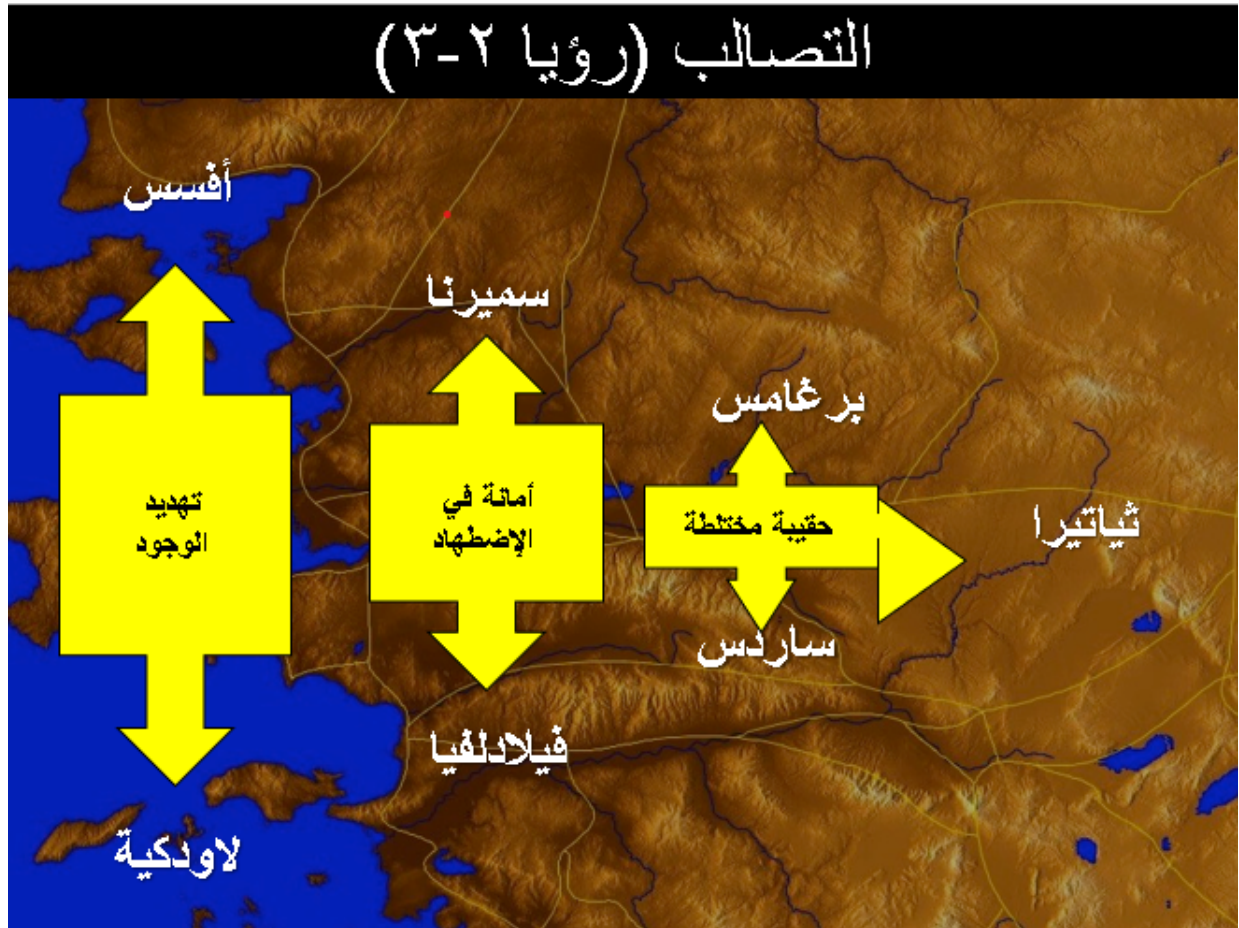 التصالب (رؤيا ٢-٣)
أفسس
سميرنا
برغامس
تهديد
الوجود
أمانة في
الإضطهاد
حقيبة مختلطة
ثياتيرا
ساردس
فيلادلفيا
لاودكية